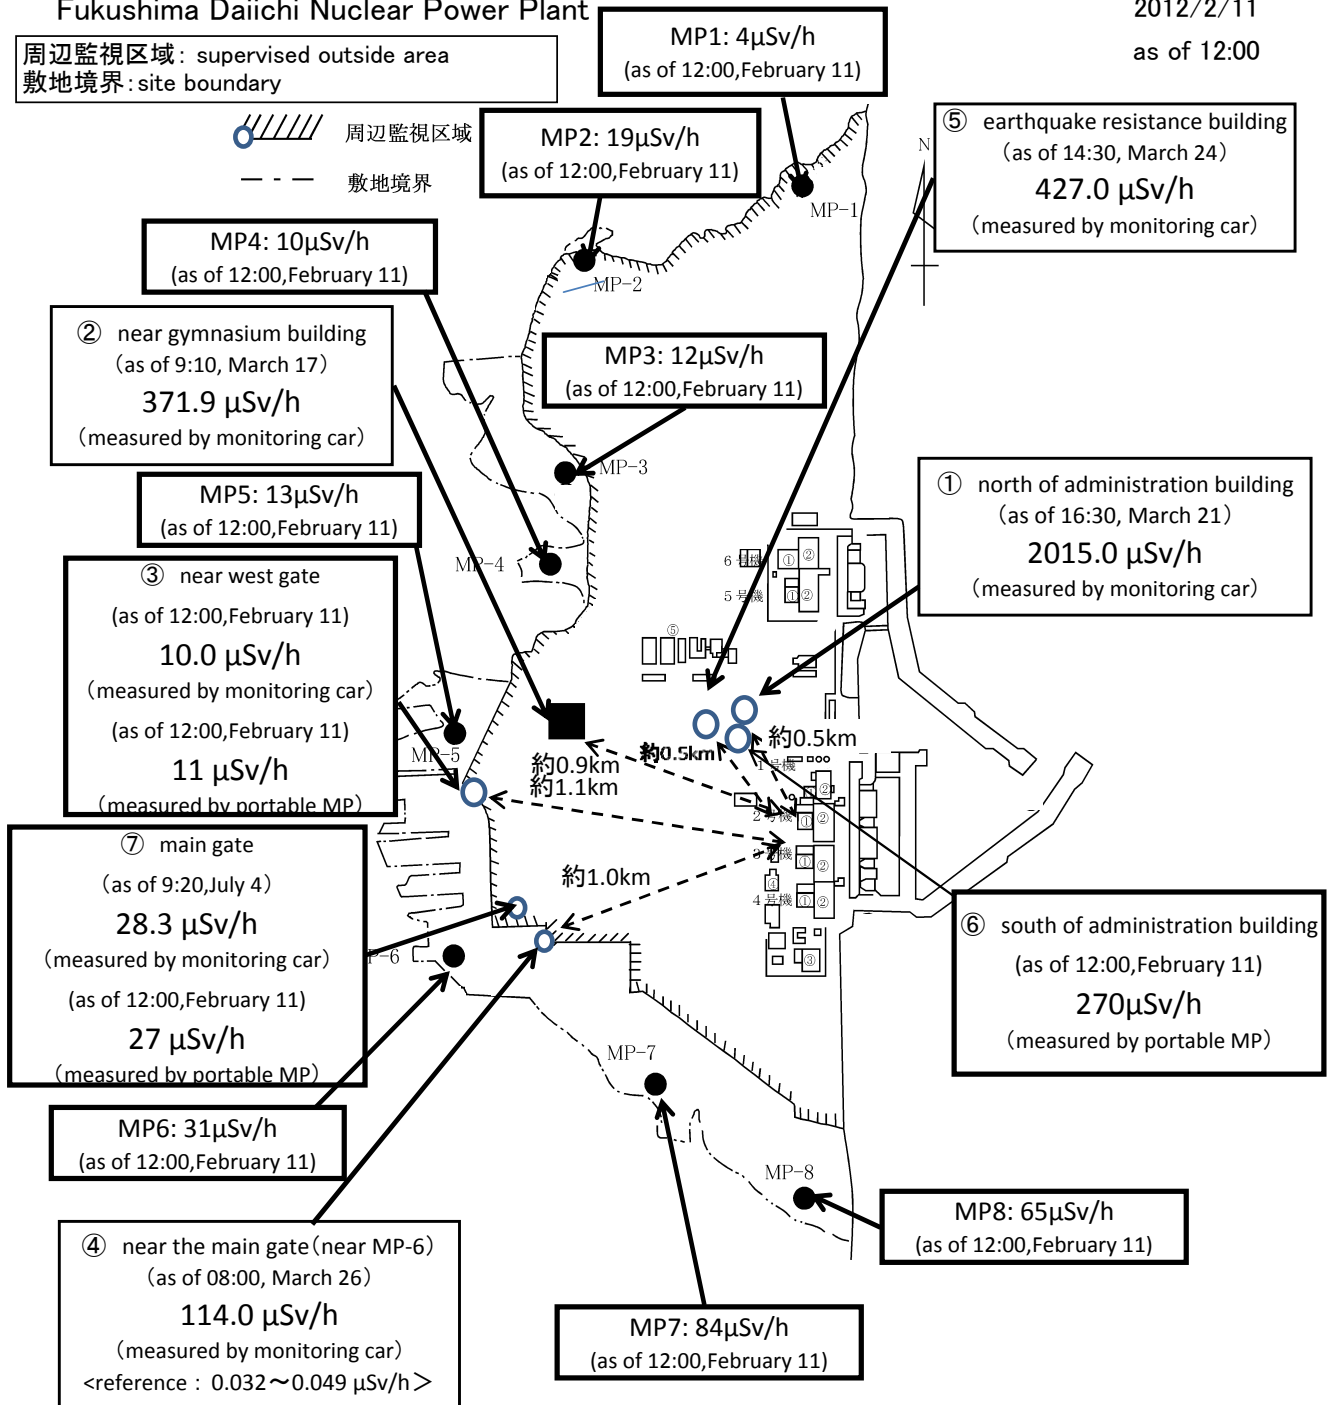 Fukushima Daiichi Nuclear Power Plant
2012/2/11
as of 12:00
周辺監視区域: supervised outside area
敷地境界:site boundary
周辺監視区域
敷地境界
MP1: 4μSv/h
(as of 12:00,February 11)
MP2: 19μSv/h
(as of 12:00,February 11)
⑤ earthquake resistance building
(as of 14:30, March 24)
427.0 μSv/h
(measured by monitoring car)
N
MP-1
MP4: 10μSv/h
(as of 12:00,February 11)
MP-2
② near gymnasium building
(as of 9:10, March 17)
371.9 μSv/h
(measured by monitoring car)
MP3: 12μSv/h
(as of 12:00,February 11)
MP-3
MP5: 13μSv/h
(as of 12:00,February 11)
① north of administration building
(as of 16:30, March 21)
2015.0 μSv/h
(measured by monitoring car)
MP-4
③ near west gate
(as of 12:00,February 11)
10.0 μSv/h
(measured by monitoring car)
(as of 12:00,February 11)
11 μSv/h
(measured by portable MP)
6号機
① ②
5号機
① ②
⑤
MP-5
約0.5km
約0.5km
約0.9km
約1.1km
1号機
②
2号機
① ②
3号機
① ②
④
4号機
① ②
③
約1.0km
⑦ main gate
(as of 9:20,July 4)
28.3 μSv/h
(measured by monitoring car)
(as of 12:00,February 11)
27 μSv/h
(measured by portable MP)
P-6
⑥ south of administration building
(as of 12:00,February 11)
270μSv/h
(measured by portable MP)
MP-7
MP6: 31μSv/h
(as of 12:00,February 11)
MP-8
MP8: 65μSv/h
(as of 12:00,February 11)
④ near the main gate(near MP-6)
(as of 08:00, March 26)
114.0 μSv/h
(measured by monitoring car)
<reference : 0.032～0.049 μSv/h>
MP7: 84μSv/h
(as of 12:00,February 11)